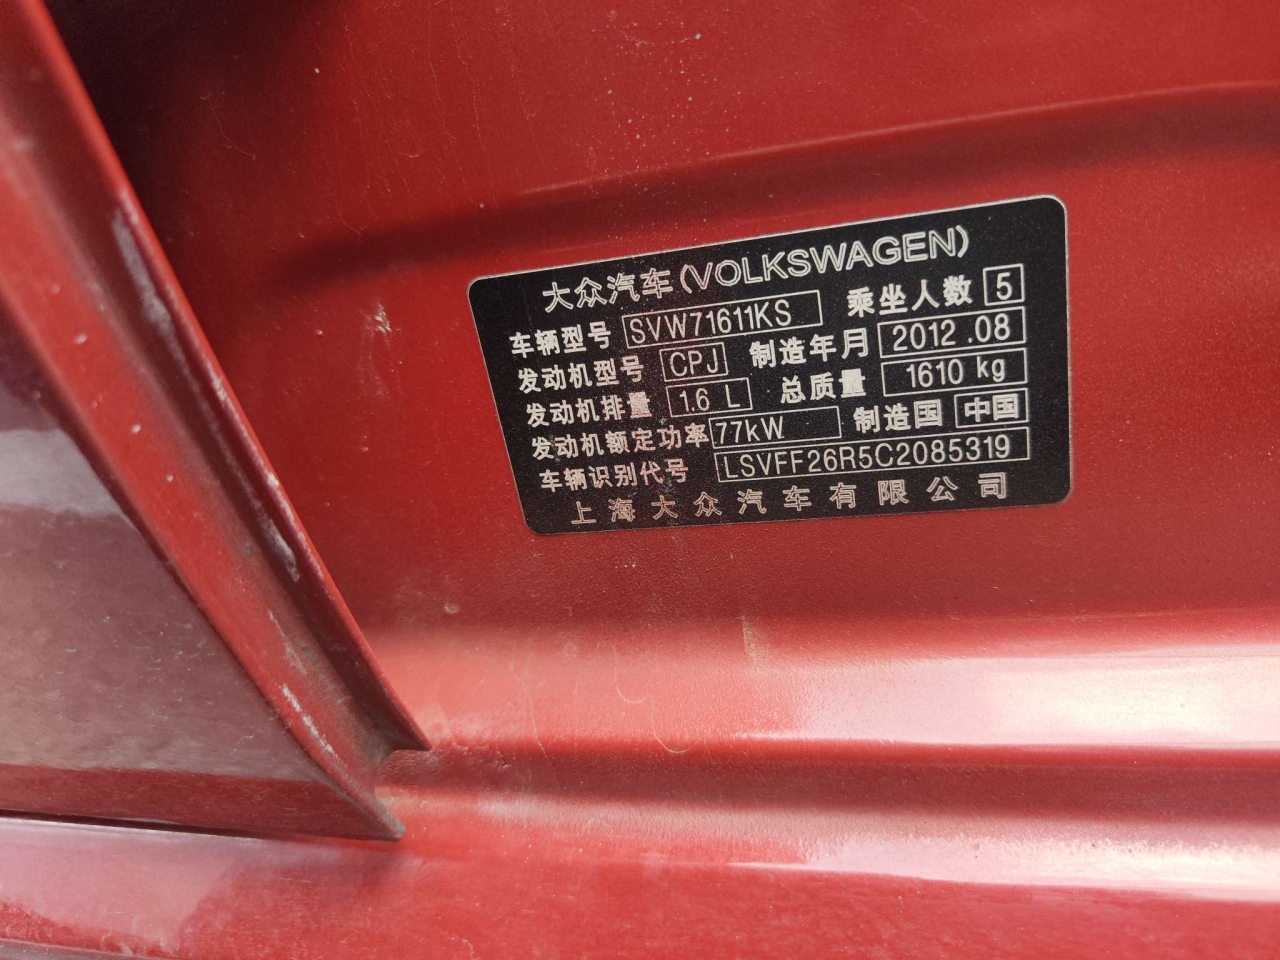 大众汽车(VOLKSWAGEN)
车辆型号 SVW71611KS 乘坐人数 5
发动机型号 CPJ 制造年月 2012.08
发动机排量 1.6 L 总质量 1610 kg
发动机额定功率 77kW 制造国 中国
车辆识别代号 LSVFF26R5C2085319
上海大众汽车有限公司